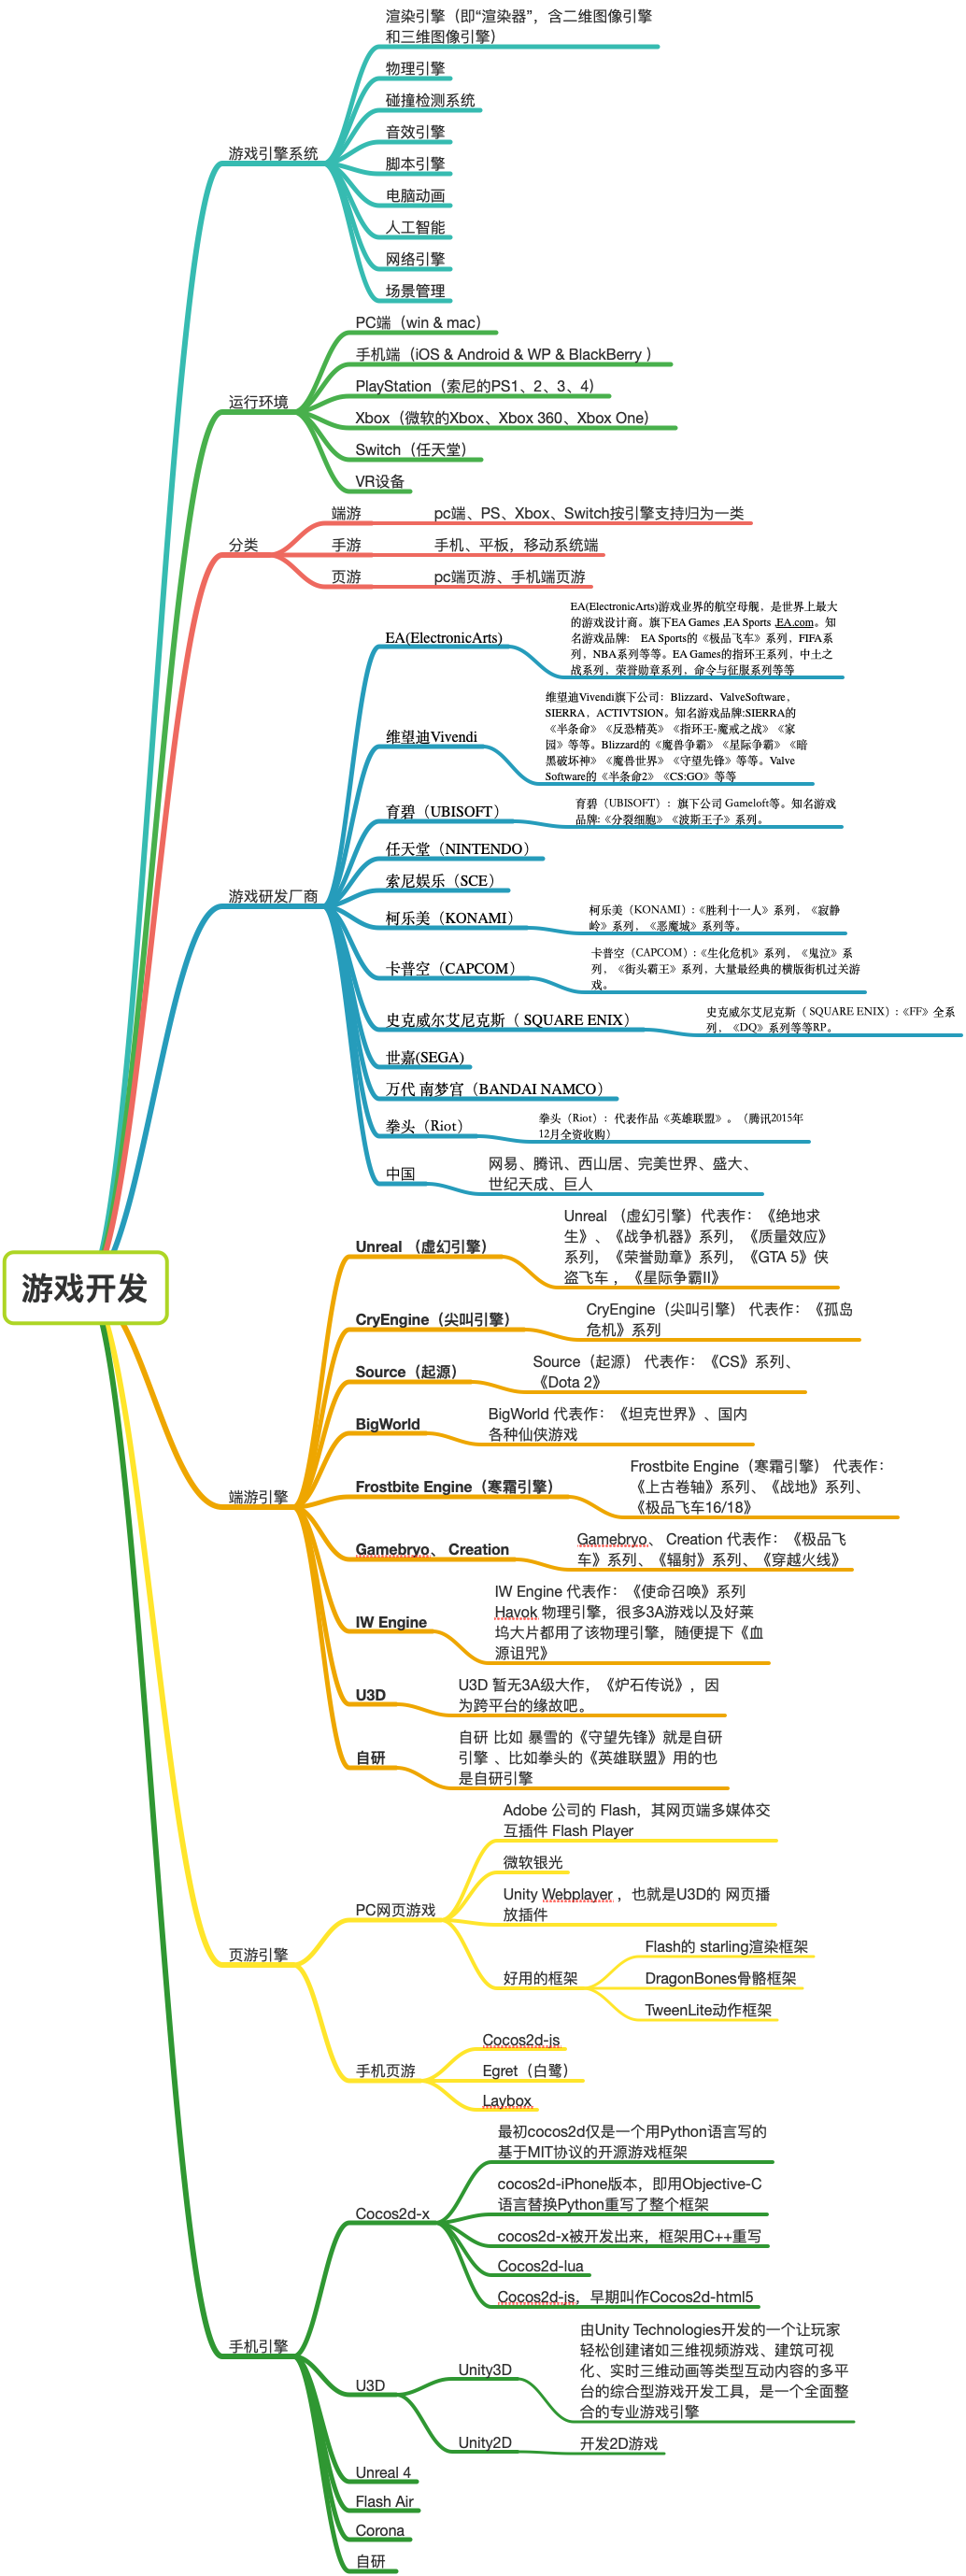 渲染引擎（即“渲染器”，含二维图像引擎
和三维图像引擎）
物理引擎
碰撞检测系统
音效引擎
游戏引擎系统
脚本引擎
电脑动画
人工智能
网络引擎
场景管理
PC端（win & mac）
手机端（iOS & Android & WP & BlackBerry ）
PlayStation（索尼的PS1、2、3、4）
运行环境
Xbox（微软的Xbox、Xbox 360、Xbox One）
Switch（任天堂）
VR设备
端游
pc端、PS、Xbox、Switch按引擎支持归为一类
分类
手游
手机、平板，移动系统端
页游
pc端页游、手机端页游
EA(ElectronicArts)
EA(ElectronicArts)游戏业界的航空母舰，是世界上最大
的游戏设计商。旗下EA Games ,EA Sports ,EA.com。知
名游戏品牌： EA Sports的《极品飞车》系列，FIFA系
列，NBA系列等等。EA Games的指环王系列，中土之
战系列，荣誉勋章系列，命令与征服系列等等
维望迪Vivendi
维望迪Vivendi旗下公司：Blizzard、ValveSoftware，
SIERRA，ACTIVTSION。知名游戏品牌:SIERRA的
《半条命》《反恐精英》《指环王-魔戒之战》《家
园》等等。Blizzard的《魔兽争霸》《星际争霸》《暗
黑破坏神》《魔兽世界》《守望先锋》等等。Valve
Software的《半条命2》《CS:GO》等等
育碧（UBISOFT）
育碧（UBISOFT）：旗下公司 Gameloft等。知名游戏
品牌:《分裂细胞》《波斯王子》系列。
任天堂（NINTENDO）
索尼娱乐（SCE）
游戏研发厂商
柯乐美（KONAMI）
柯乐美（KONAMI）:《胜利十一人》系列，《寂静
岭》系列，《恶魔城》系列等。
卡普空（CAPCOM）
卡普空（CAPCOM）:《生化危机》系列，《鬼泣》系
列，《街头霸王》系列，大量最经典的横版街机过关游
戏。
史克威尔艾尼克斯（ SQUARE ENIX）
史克威尔艾尼克斯（ SQUARE ENIX）:《FF》全系
列，《DQ》系列等等RP。
世嘉(SEGA)
万代 南梦宫（BANDAI NAMCO）
拳头（Riot）
拳头（Riot）：代表作品《英雄联盟》。（腾讯2015年
12月全资收购）
中国
网易、腾讯、西山居、完美世界、盛大、
世纪天成、巨人
游戏开发
Unreal （虚幻引擎）
Unreal （虚幻引擎）代表作：《绝地求
生》、《战争机器》系列，《质量效应》
系列，《荣誉勋章》系列，《GTA 5》侠
盗飞车 ，《星际争霸II》
CryEngine（尖叫引擎）
CryEngine（尖叫引擎） 代表作：《孤岛
危机》系列
Source（起源）
Source（起源） 代表作：《CS》系列、
《Dota 2》
BigWorld
BigWorld 代表作：《坦克世界》、国内
各种仙侠游戏
端游引擎
Frostbite Engine（寒霜引擎）
Frostbite Engine（寒霜引擎） 代表作：
《上古卷轴》系列、《战地》系列、
《极品飞车16/18》
Gamebryo、 Creation
Gamebryo、 Creation 代表作：《极品飞
车》系列、《辐射》系列、《穿越火线》
IW Engine
IW Engine 代表作：《使命召唤》系列
Havok 物理引擎，很多3A游戏以及好莱
坞大片都用了该物理引擎，随便提下《血
源诅咒》
U3D
U3D 暂无3A级大作，《炉石传说》，因
为跨平台的缘故吧。
自研
自研 比如 暴雪的《守望先锋》就是自研
引擎 、比如拳头的《英雄联盟》用的也
是自研引擎
Adobe 公司的 Flash，其网页端多媒体交
互插件 Flash Player
微软银光
PC网页游戏
Unity Webplayer ，也就是U3D的 网页播
放插件
页游引擎
好用的框架
Flash的 starling渲染框架
DragonBones骨骼框架
TweenLite动作框架
手机页游
Cocos2d-js
Egret（白鹭）
Laybox
最初cocos2d仅是一个用Python语言写的
基于MIT协议的开源游戏框架
Cocos2d-x
cocos2d-iPhone版本，即用Objective-C
语言替换Python重写了整个框架
cocos2d-x被开发出来，框架用C++重写
Cocos2d-lua
Cocos2d-js，早期叫作Cocos2d-html5
手机引擎
U3D
Unity3D
由Unity Technologies开发的一个让玩家
轻松创建诸如三维视频游戏、建筑可视
化、实时三维动画等类型互动内容的多平
台的综合型游戏开发工具，是一个全面整
合的专业游戏引擎
Unity2D
开发2D游戏
Unreal 4
Flash Air
Corona
自研